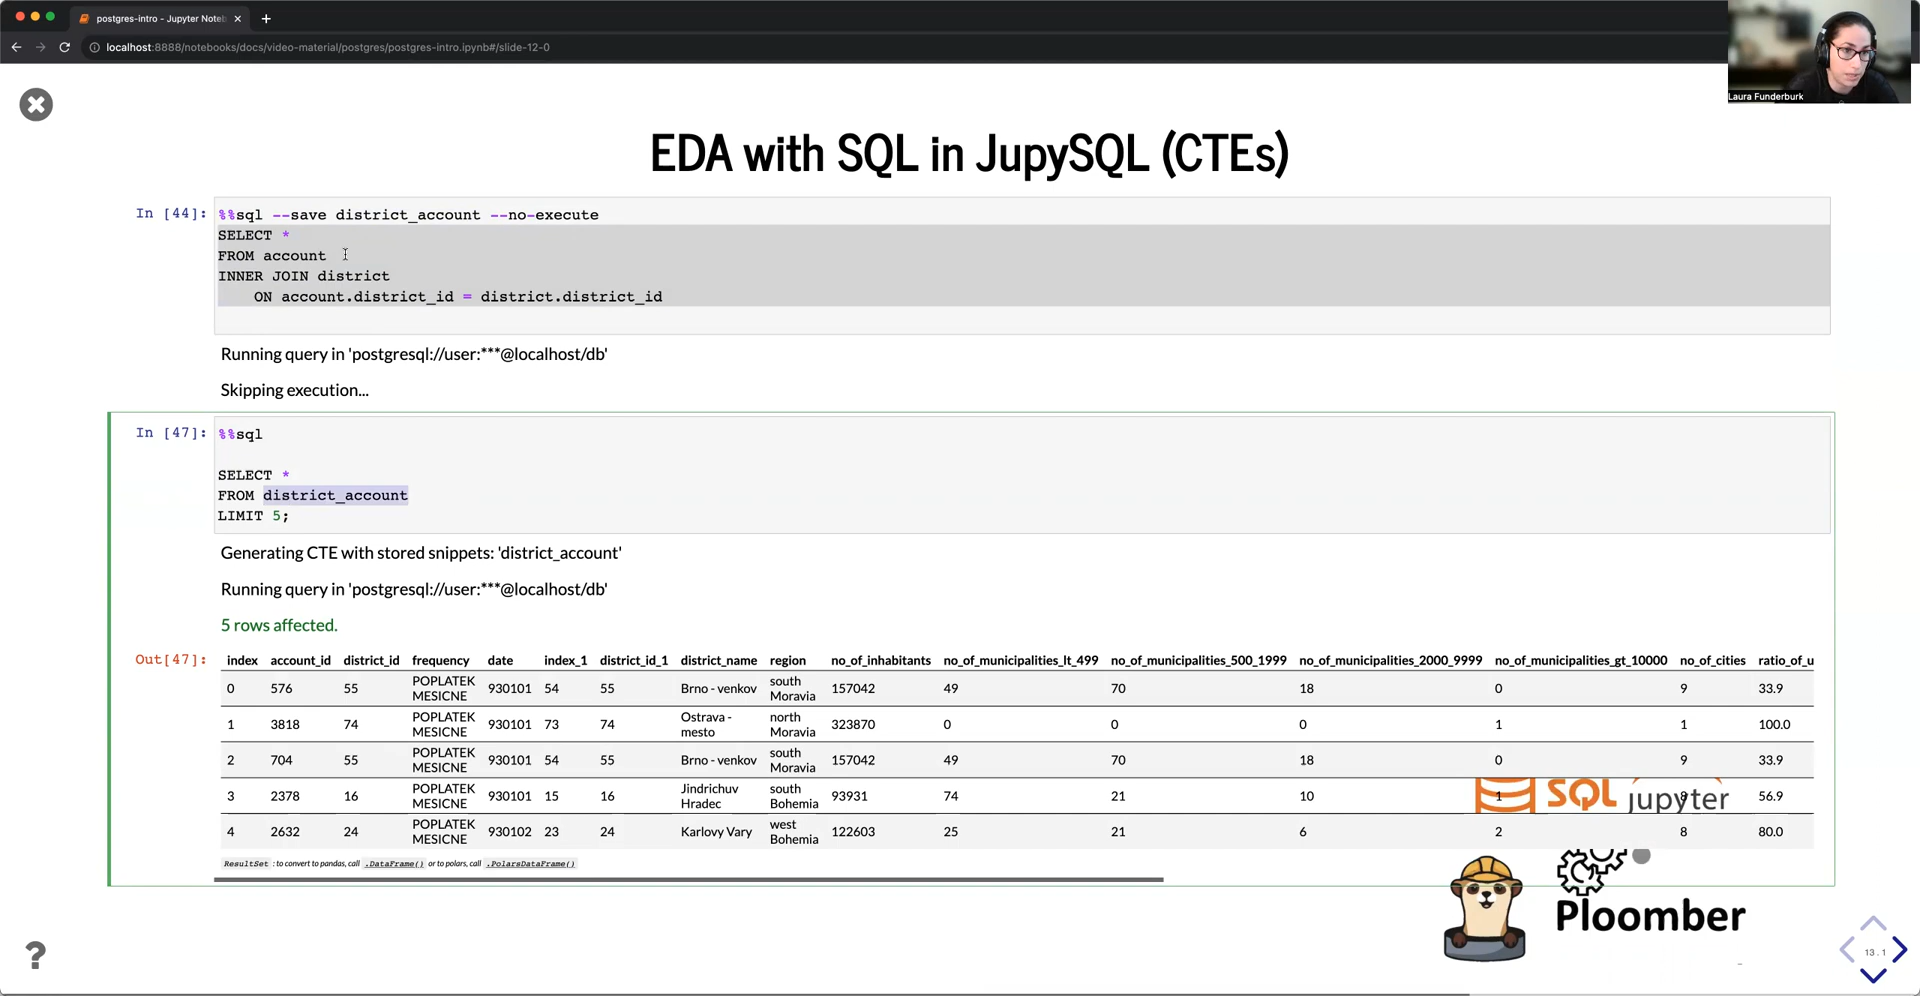 postgres-intro - Jupyter Noteb
localhost:8888/notebooks/docs/video-material/postgres/postgres-intro.ipynb#/slide-12-0
Laura Funderburk
EDA with SQL in JupySQL (CTEs)
In [44]: %%sql --save district_account --no-execute
SELECT *
FROM account
INNER JOIN district
    ON account.district_id = district.district_id
Running query in 'postgresql://user:***@localhost/db'
Skipping execution...
In [47]: %%sql
SELECT *
FROM district_account
LIMIT 5;
Generating CTE with stored snippets: 'district_account'
Running query in 'postgresql://user:***@localhost/db'
5 rows affected.
Out[47]: index account_id district_id frequency date index_1 district_id_1 district_name region no_of_inhabitants no_of_municipalities_lt_499 no_of_municipalities_500_1999 no_of_municipalities_2000_9999 no_of_municipalities_gt_10000 no_of_cities ratio_of_u
0 576 55 POPLATEK MESICNE 930101 54 55 Brno - venkov south Moravia 157042 49 70 18 0 9 33.9
1 3818 74 POPLATEK MESICNE 930101 73 74 Ostrava - mesto north Moravia 323870 0 0 0 1 1 100.0
2 704 55 POPLATEK MESICNE 930101 54 55 Brno - venkov south Moravia 157042 49 70 18 0 9 33.9
3 2378 16 POPLATEK MESICNE 930101 15 16 Jindrichuv Hradec south Bohemia 93931 74 21 10 1 8 56.9
4 2632 24 POPLATEK MESICNE 930102 23 24 Karlovy Vary west Bohemia 122603 25 21 6 2 8 80.0
SQL jupyter
ResultSet : to convert to pandas, call .DataFrame() or to polars, call .PolarsDataFrame()
Ploomber
?
13.1